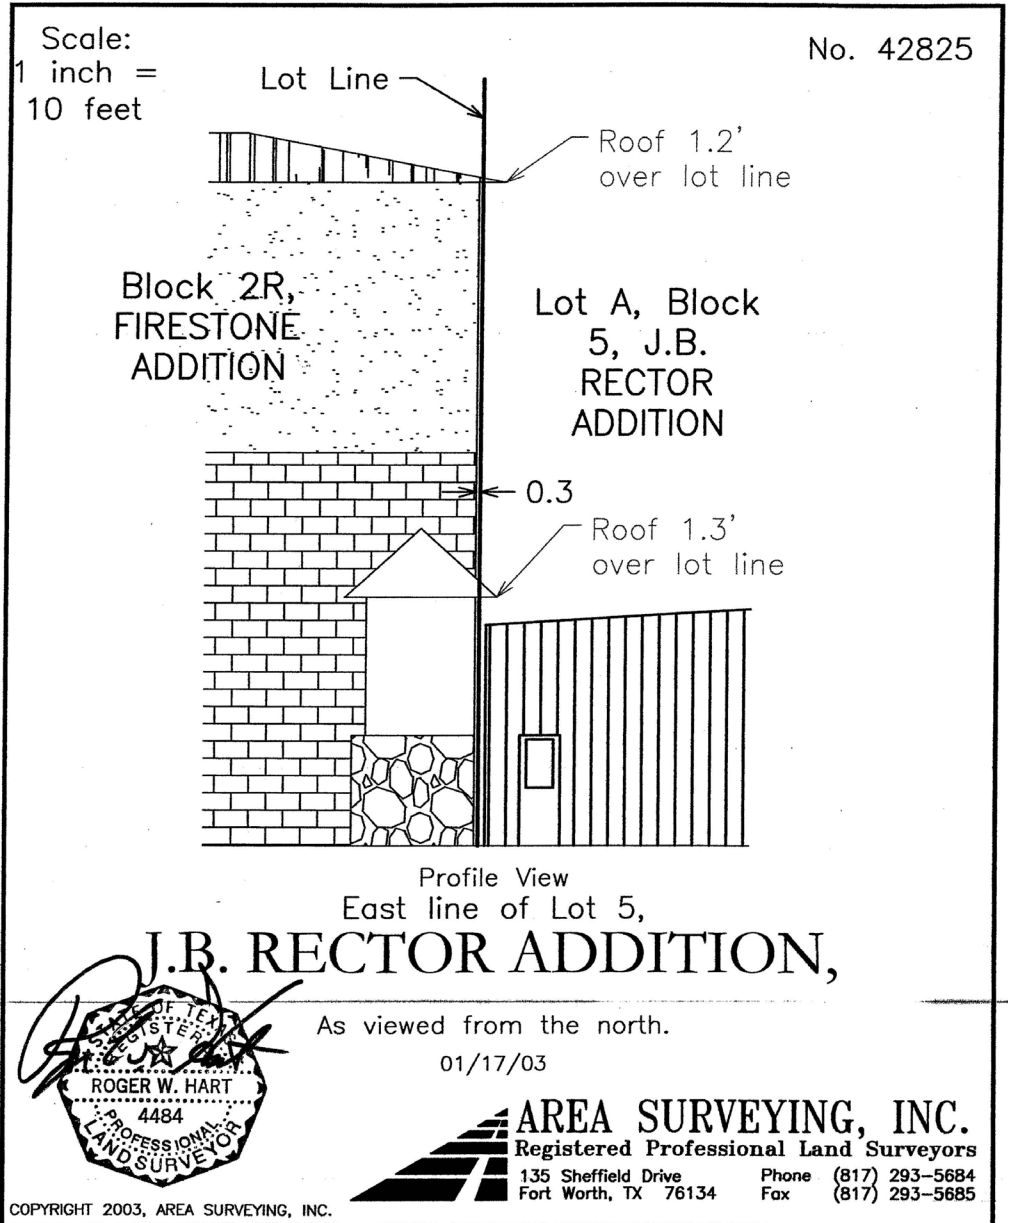 Scale:
1 inch =
10 feet
No. 42825
Lot Line
Roof 1.2'
over lot line
Block 2R,
FIRESTONE
ADDITION
Lot A, Block
5, J.B.
RECTOR
ADDITION
0.3
Roof 1.3'
over lot line
Profile View
East line of Lot 5,
J.B. RECTOR ADDITION,
As viewed from the north.
01/17/03
STATE OF TEXAS
REGISTERED
ROGER W. HART
4484
PROFESSIONAL
LAND SURVEYOR
AREA SURVEYING, INC.
Registered Professional Land Surveyors
135 Sheffield Drive Phone (817) 293-5684
Fort Worth, TX 76134 Fax (817) 293-5685
COPYRIGHT 2003, AREA SURVEYING, INC.